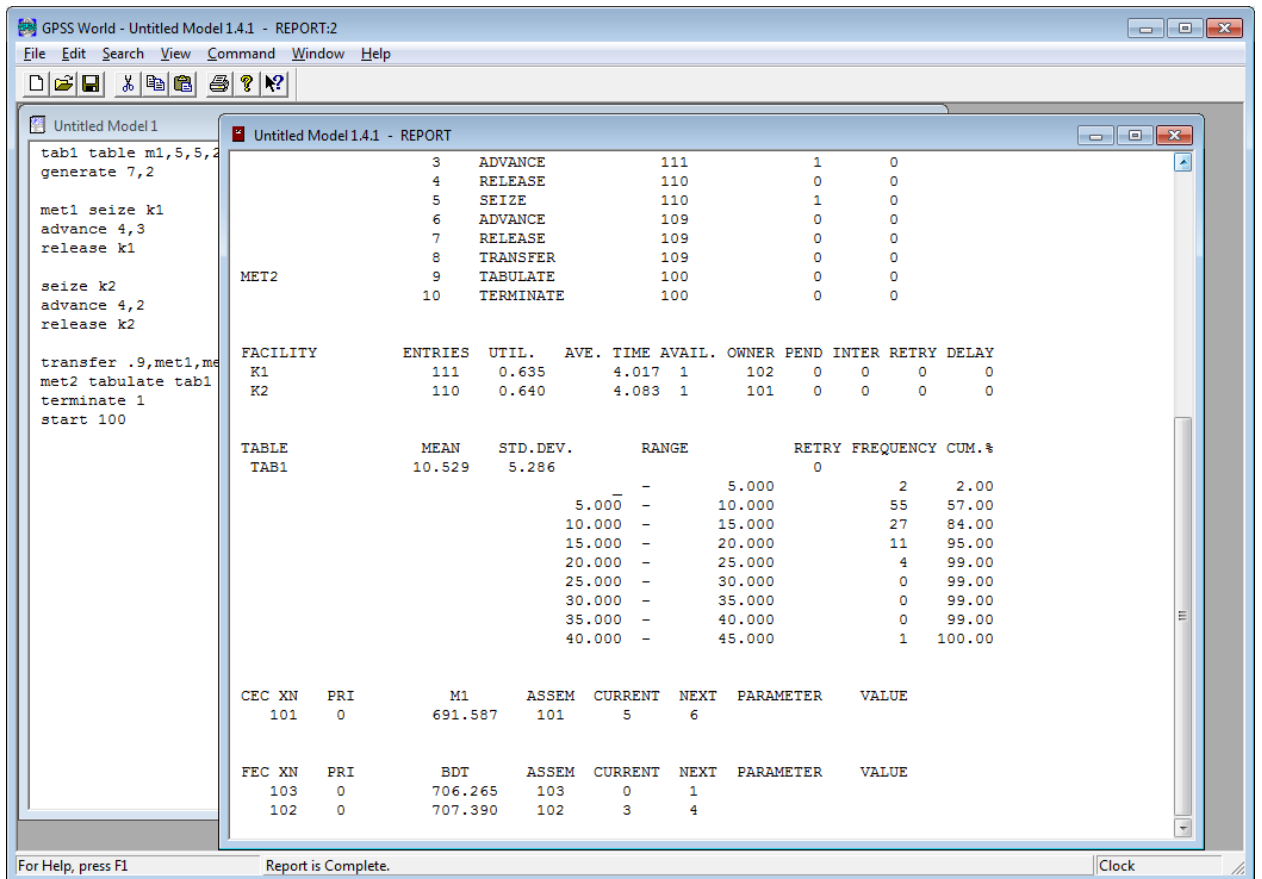 GPSS World - Untitled Model 1.4.1 - REPORT:2
File Edit Search View Command Window Help
Untitled Model 1
tab1 table m1,5,5,2
generate 7,2
met1 seize k1
advance 4,3
release k1
seize k2
advance 4,2
release k2
transfer .9,met1,me
met2 tabulate tab1
terminate 1
start 100
Untitled Model 1.4.1 - REPORT
3 ADVANCE 111 1 0
4 RELEASE 110 0 0
5 SEIZE 110 1 0
6 ADVANCE 109 0 0
7 RELEASE 109 0 0
8 TRANSFER 109 0 0
MET2 9 TABULATE 100 0 0
10 TERMINATE 100 0 0
FACILITY ENTRIES UTIL. AVE. TIME AVAIL. OWNER PEND INTER RETRY DELAY
K1 111 0.635 4.017 1 102 0 0 0 0
K2 110 0.640 4.083 1 101 0 0 0 0
TABLE MEAN STD.DEV. RANGE RETRY FREQUENCY CUM.%
TAB1 10.529 5.286 0
_ - 5.000 2 2.00
5.000 - 10.000 55 57.00
10.000 - 15.000 27 84.00
15.000 - 20.000 11 95.00
20.000 - 25.000 4 99.00
25.000 - 30.000 0 99.00
30.000 - 35.000 0 99.00
35.000 - 40.000 0 99.00
40.000 - 45.000 1 100.00
CEC XN PRI M1 ASSEM CURRENT NEXT PARAMETER VALUE
101 0 691.587 101 5 6
FEC XN PRI BDT ASSEM CURRENT NEXT PARAMETER VALUE
103 0 706.265 103 0 1
102 0 707.390 102 3 4
For Help, press F1 Report is Complete. Clock